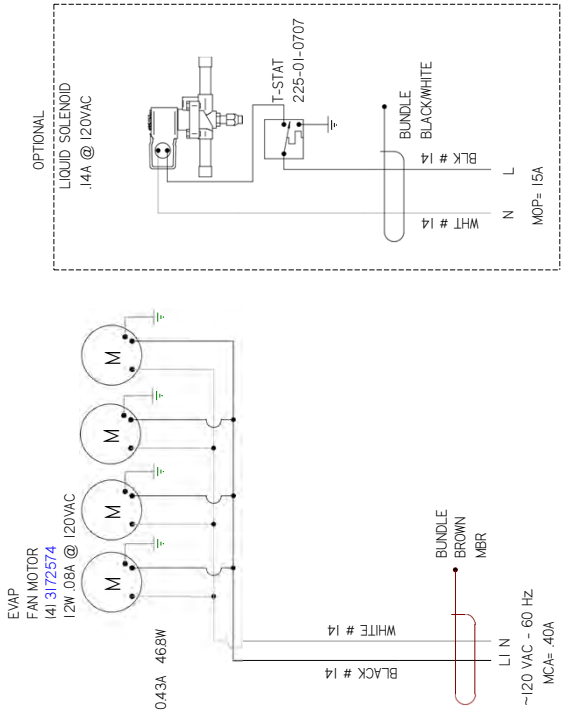 OPTIONAL
LIQUID SOLENOID
.14A @ 120VAC
T-STAT
225-01-0707
BUNDLE
BLACK/WHITE
BLK # 14
WHT # 14
N L
MOP= 15A
EVAP
FAN MOTOR
(4) 3172574
12W .08A @ 120VAC
M M M M
0.43A 46.8W
BUNDLE
BROWN
MBR
WHITE # 14
BLACK # 14
L1 N
~120 VAC - 60 Hz
MCA= .40A